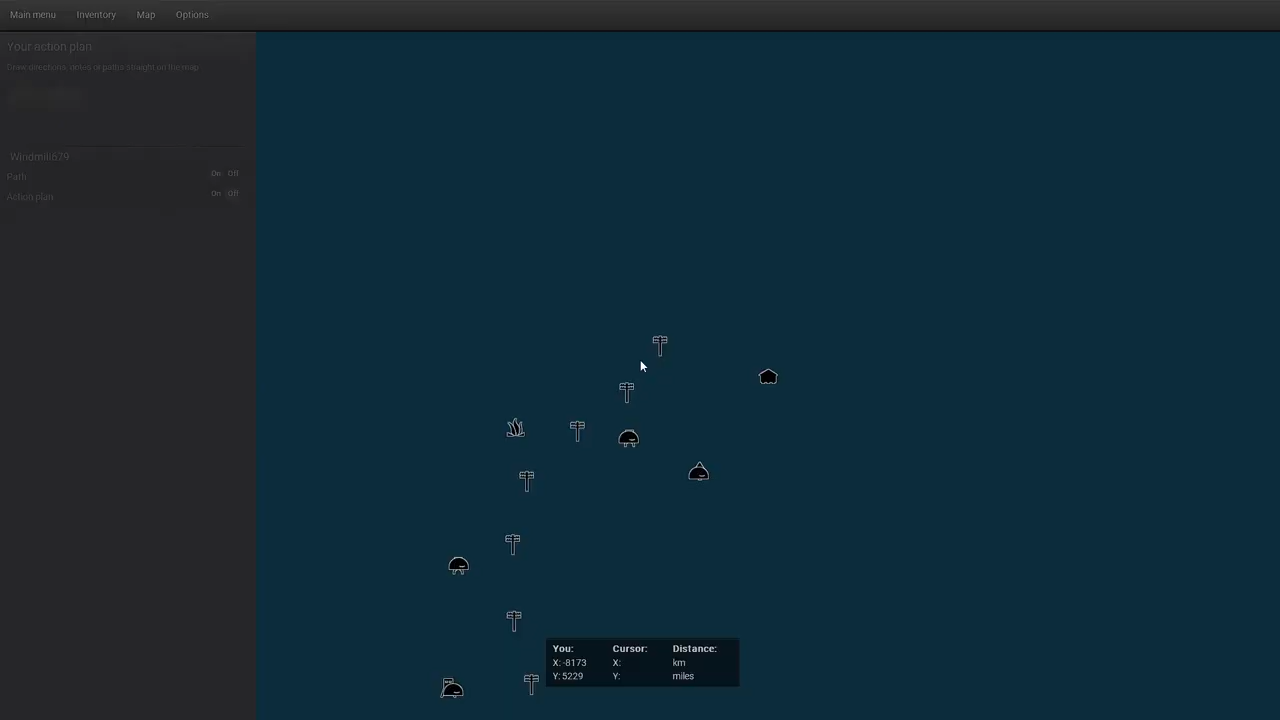 Main menu Inventory Map Options
Your action plan
Draw directions, notes or paths straight on the map
Windmill679
Path On Off
Action plan On Off
You: Cursor: Distance:
X: -8173 X: km
Y: 5229 Y: miles